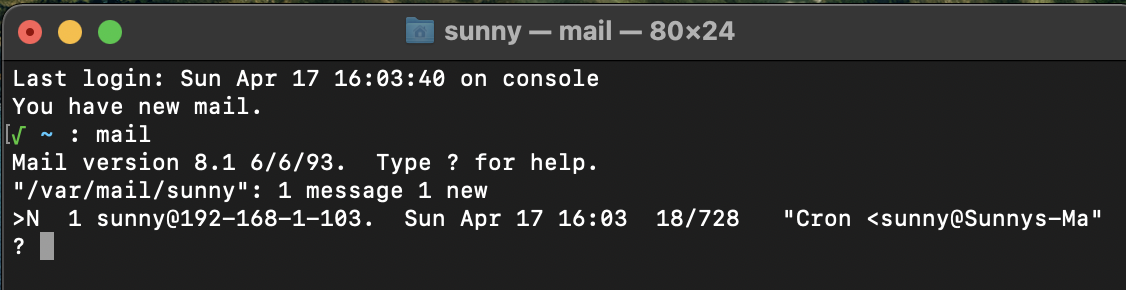 sunny — mail — 80×24
Last login: Sun Apr 17 16:03:40 on console
You have new mail.
[√ ~ : mail
Mail version 8.1 6/6/93.  Type ? for help.
"/var/mail/sunny": 1 message 1 new
>N  1 sunny@192-168-1-103.  Sun Apr 17 16:03  18/728   "Cron <sunny@Sunnys-Ma"
?